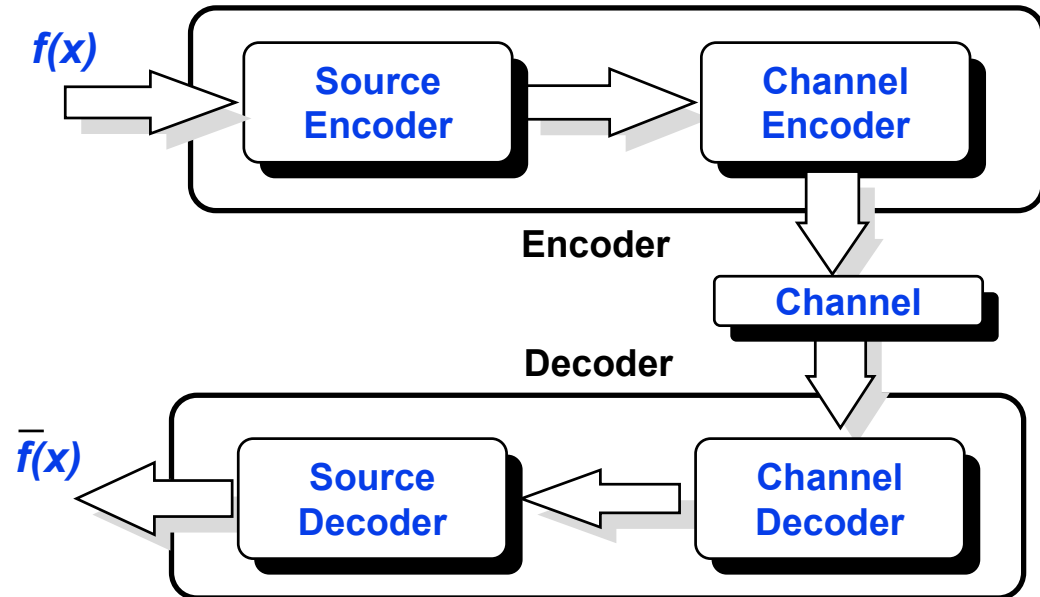 f(x)
Source
Encoder
Channel
Encoder
Encoder
Channel
Decoder
f̅(x)
Source
Decoder
Channel
Decoder